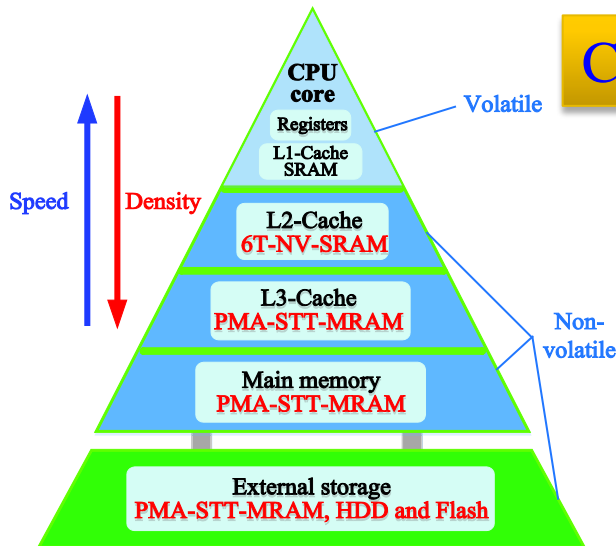 C
CPU
core
Registers
L1-Cache
SRAM
Volatile
Speed
Density
L2-Cache
6T-NV-SRAM
L3-Cache
PMA-STT-MRAM
Non-
volatile
Main memory
PMA-STT-MRAM
External storage
PMA-STT-MRAM, HDD and Flash